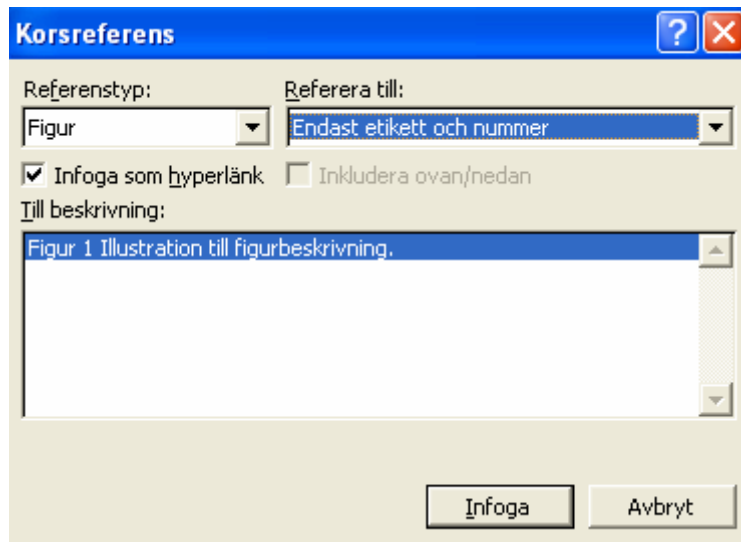 Korsreferens
Referenstyp: Referera till:
Figur Endast etikett och nummer
Infoga som hyperlänk Inkludera ovan/nedan
Till beskrivning:
Figur 1 Illustration till figurbeskrivning.
Infoga Avbryt